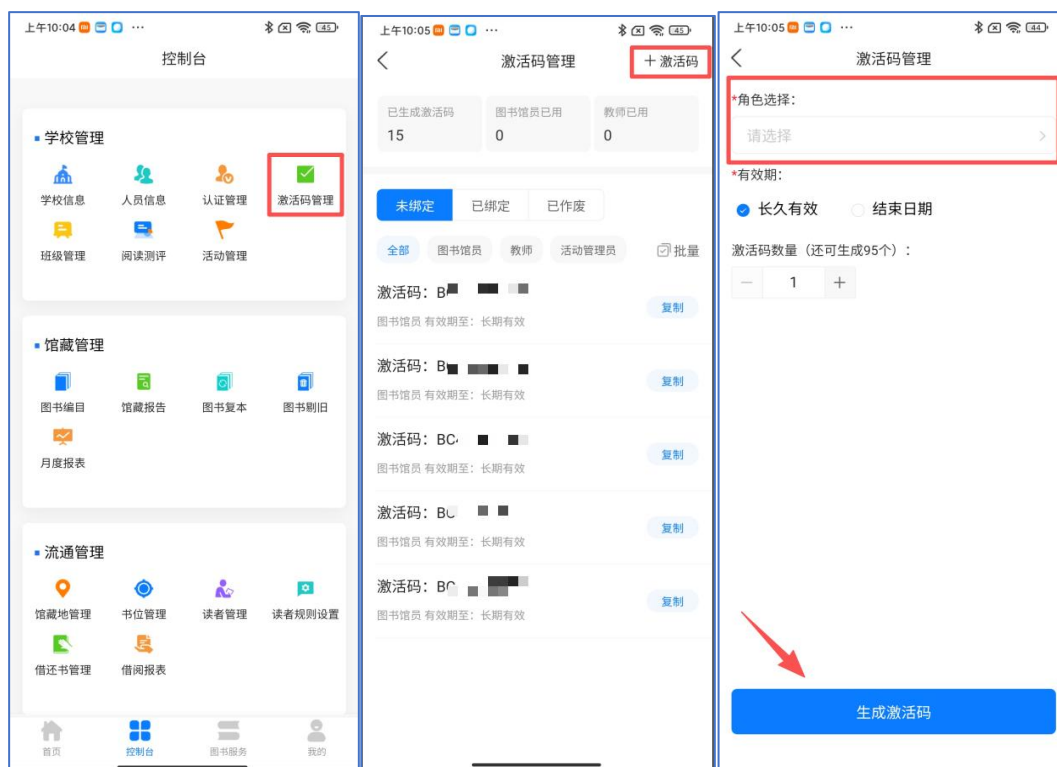 上午10:04 ··· 45
控制台
学校管理
学校信息 人员信息 认证管理 激活码管理
班级管理 阅读测评 活动管理
馆藏管理
图书编目 馆藏报告 图书复本 图书剔旧
月度报表
流通管理
馆藏地管理 书位管理 读者管理 读者规则设置
借还书管理 借阅报表
首页 控制台 图书服务 我的
上午10:05 ··· 45
激活码管理 +激活码
已生成激活码 图书馆员已用 教师已用
15 0 0
未绑定 已绑定 已作废
全部 图书馆员 教师 活动管理员 批量
激活码：B
复制
图书馆员 有效期至：长期有效
激活码：B
复制
图书馆员 有效期至：长期有效
激活码：BC
复制
图书馆员 有效期至：长期有效
激活码：B
复制
图书馆员 有效期至：长期有效
激活码：B
复制
图书馆员 有效期至：长期有效
上午10:05 ··· 44
激活码管理
*角色选择：
请选择
*有效期：
长久有效 结束日期
激活码数量（还可生成95个）：
— 1 +
生成激活码